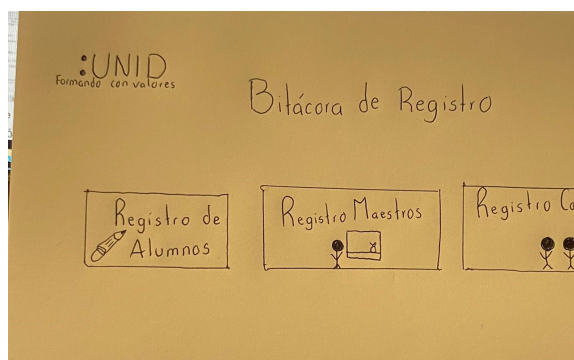 :UNID
Formando con valores
Bitácora de Registro
Registro de
Alumnos
Registro Maestros
Registro